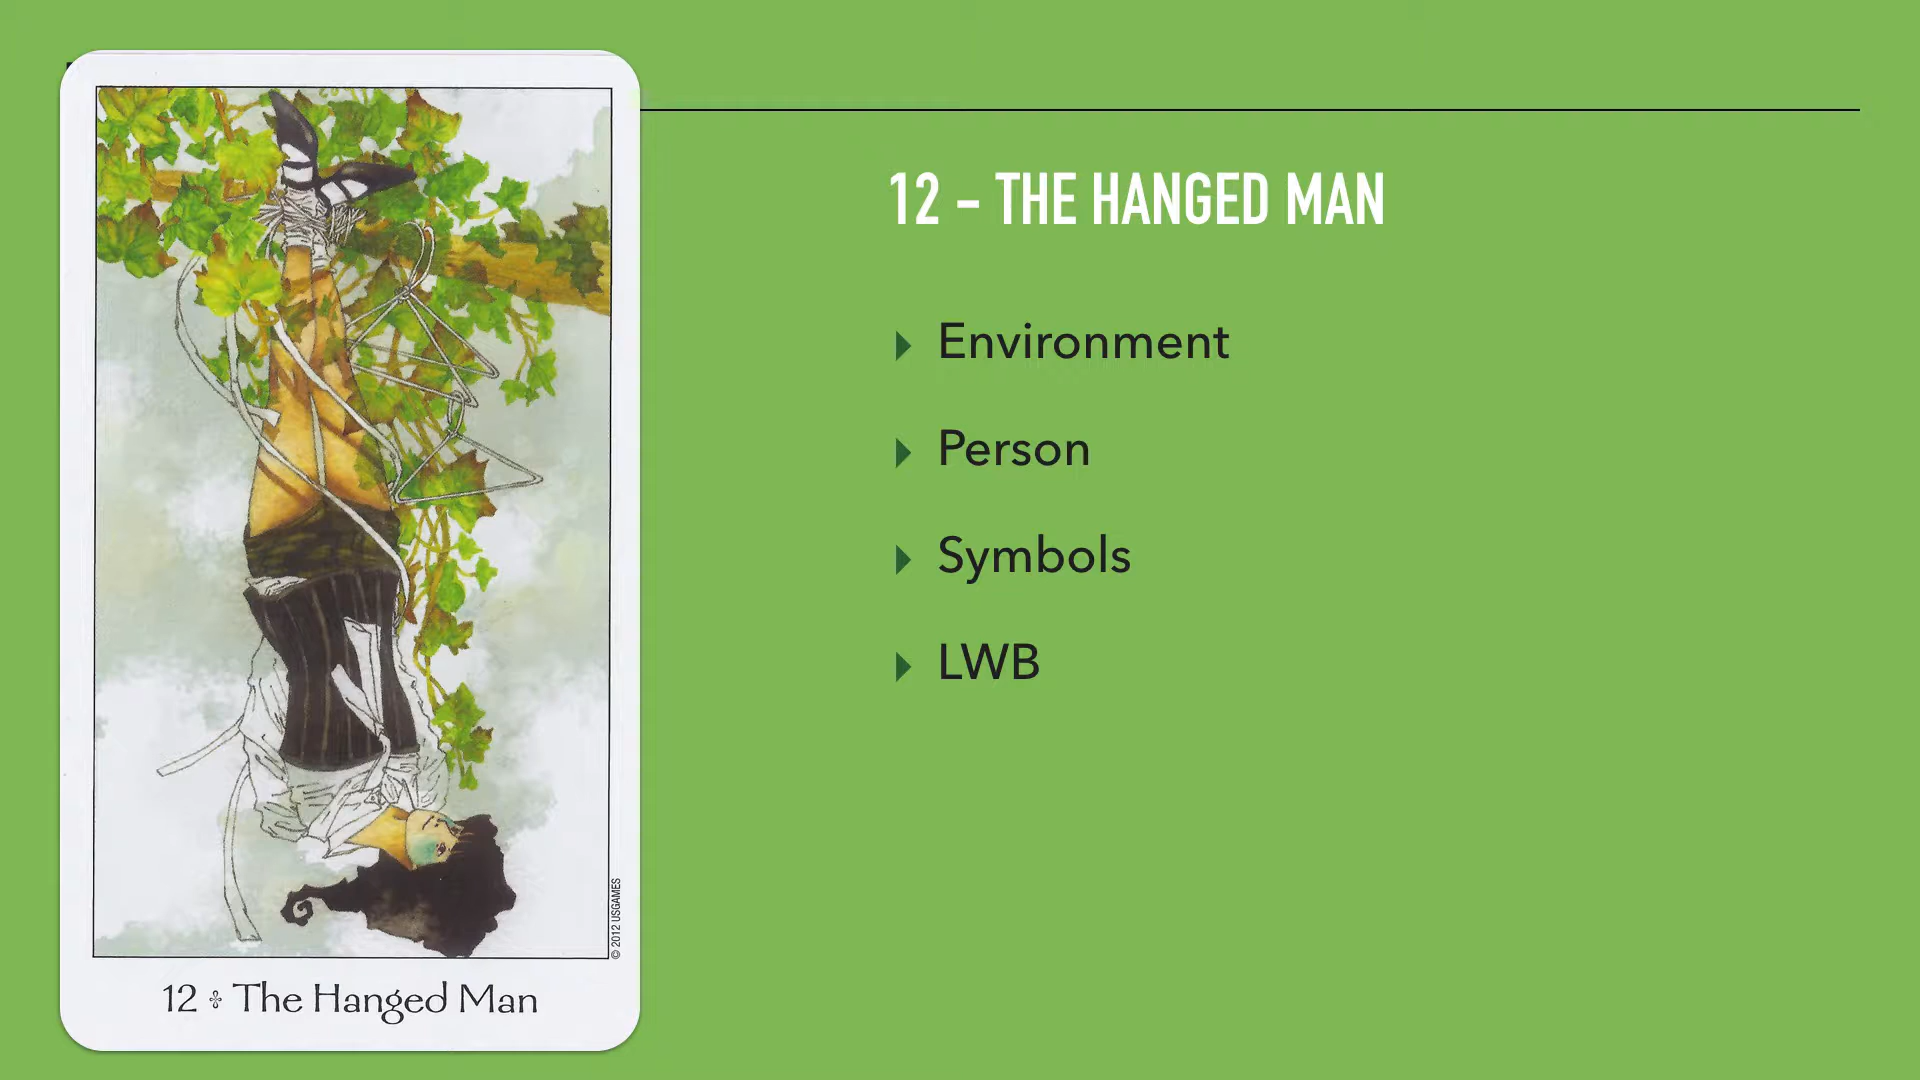 12 - THE HANGED MAN
Environment
Person
Symbols
LWB
© 2012 USGAMES
12 The Hanged Man